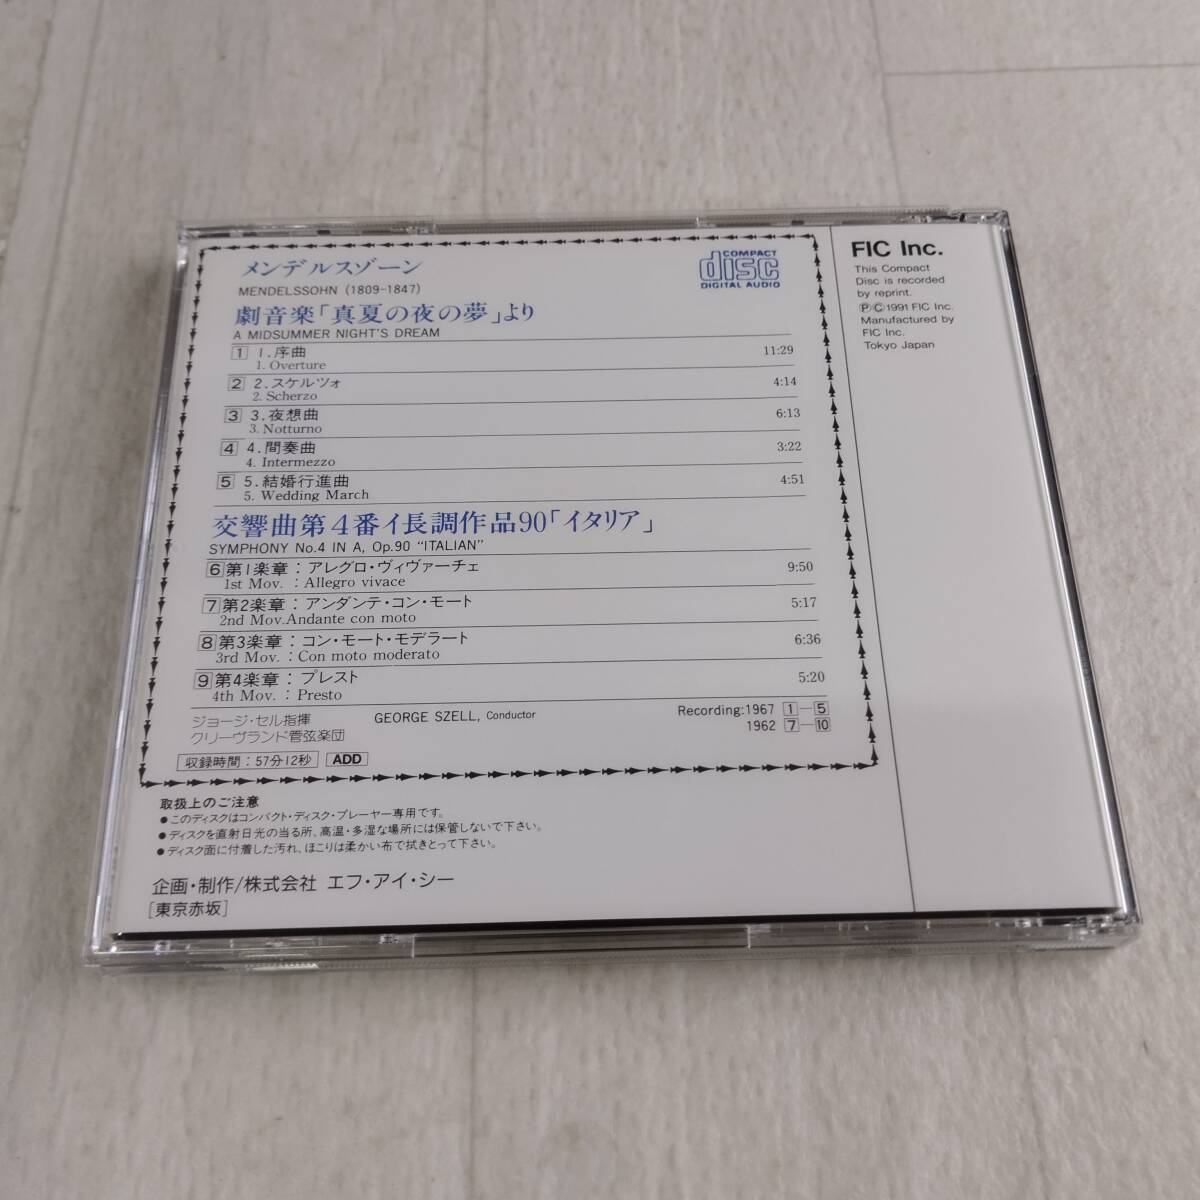 メンデルスゾーン
MENDELSSOHN (1809-1847)
劇音楽「真夏の夜の夢」より
A MIDSUMMER NIGHT'S DREAM
1 1.序曲 11:29
1. Overture
2 2.スケルツォ 4:14
2. Scherzo
3 3.夜想曲 6:13
3. Notturno
4 4.間奏曲 3:22
4. Intermezzo
5 5.結婚行進曲 4:51
5. Wedding March
交響曲第4番イ長調作品90「イタリア」
SYMPHONY No.4 IN A, Op.90 "ITALIAN"
6 第1楽章：アレグロ・ヴィヴァーチェ 9:50
1st Mov. : Allegro vivace
7 第2楽章：アンダンテ・コン・モート 5:17
2nd Mov.Andante con moto
8 第3楽章：コン・モート・モデラート 6:36
3rd Mov. : Con moto moderato
9 第4楽章：プレスト 5:20
4th Mov. : Presto
ジョージ・セル指揮 GEORGE SZELL, Conductor
クリーヴランド管弦楽団
Recording:1967 1—5
1962 7—10
収録時間：57分12秒 ADD
COMPACT
disc
DIGITAL AUDIO
取扱上のご注意
●このディスクはコンパクト・ディスク・プレーヤー専用です。
●ディスクを直射日光の当る所、高温・多湿な場所には保管しないで下さい。
●ディスク面に付着した汚れ、ほこりは柔かい布で拭きとって下さい。
企画・制作/株式会社 エフ・アイ・シー
[東京赤坂]
FIC Inc.
This Compact
Disc is recorded
by reprint.
Ⓟ©1991 FIC Inc.
Manufactured by
FIC Inc.
Tokyo Japan